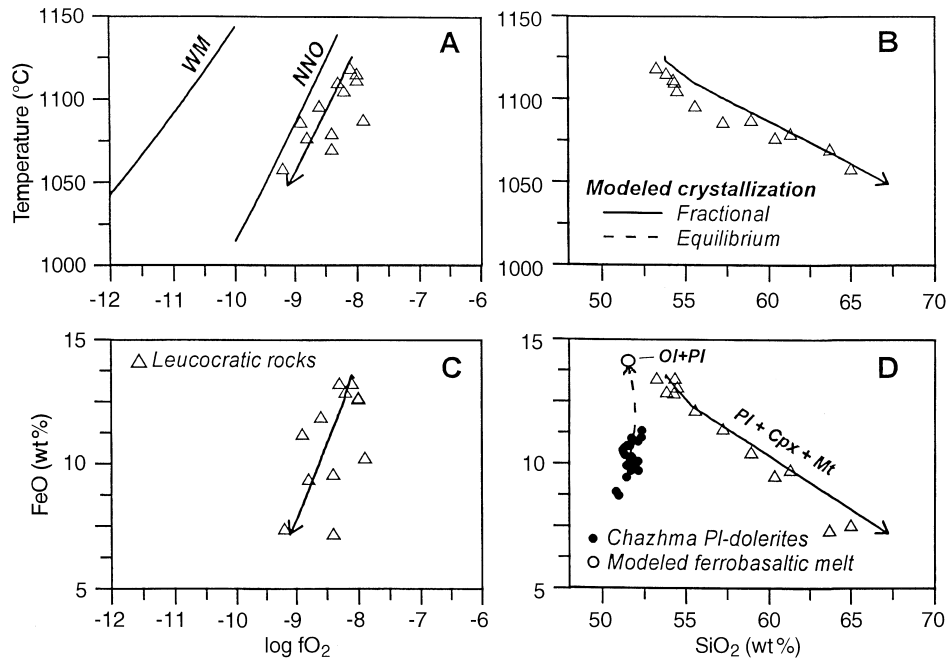 1150
1100
1050
1000
Temperature (°C)
WM
NNO
A
-12
-11
-10
-9
-8
-7
-6
1150
1100
1050
1000
B
Modeled crystallization
Fractional
Equilibrium
50
55
60
65
70
15
10
5
FeO (wt%)
Leucocratic rocks
C
-12
-11
-10
-9
-8
-7
-6
log fO2
15
10
5
Ol+Pl
D
Pl + Cpx + Mt
Chazhma Pl-dolerites
Modeled ferrobasaltic melt
50
55
60
65
70
SiO2 (wt%)